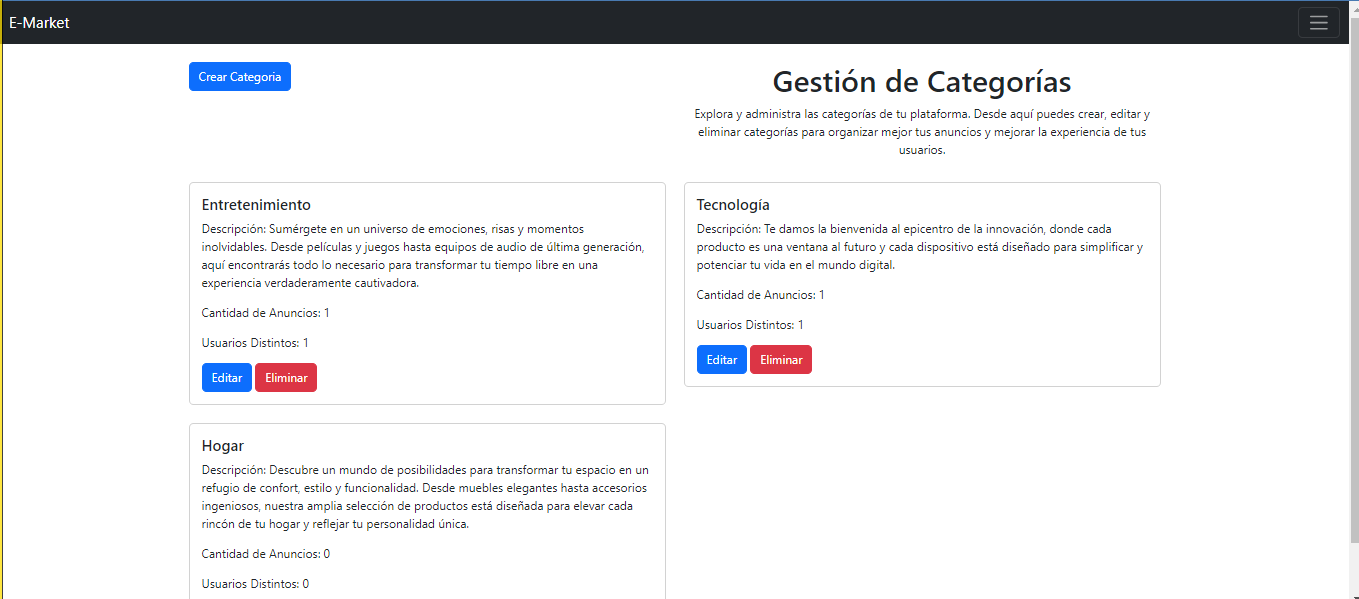 E-Market
Crear Categoria
Gestión de Categorías
Explora y administra las categorías de tu plataforma. Desde aquí puedes crear, editar y
eliminar categorías para organizar mejor tus anuncios y mejorar la experiencia de tus
usuarios.
Entretenimiento
Descripción: Sumérgete en un universo de emociones, risas y momentos
inolvidables. Desde películas y juegos hasta equipos de audio de última generación,
aquí encontrarás todo lo necesario para transformar tu tiempo libre en una
experiencia verdaderamente cautivadora.
Cantidad de Anuncios: 1
Usuarios Distintos: 1
Editar
Eliminar
Tecnología
Descripción: Te damos la bienvenida al epicentro de la innovación, donde cada
producto es una ventana al futuro y cada dispositivo está diseñado para simplificar y
potenciar tu vida en el mundo digital.
Cantidad de Anuncios: 1
Usuarios Distintos: 1
Editar
Eliminar
Hogar
Descripción: Descubre un mundo de posibilidades para transformar tu espacio en un
refugio de confort, estilo y funcionalidad. Desde muebles elegantes hasta accesorios
ingeniosos, nuestra amplia selección de productos está diseñada para elevar cada
rincón de tu hogar y reflejar tu personalidad única.
Cantidad de Anuncios: 0
Usuarios Distintos: 0